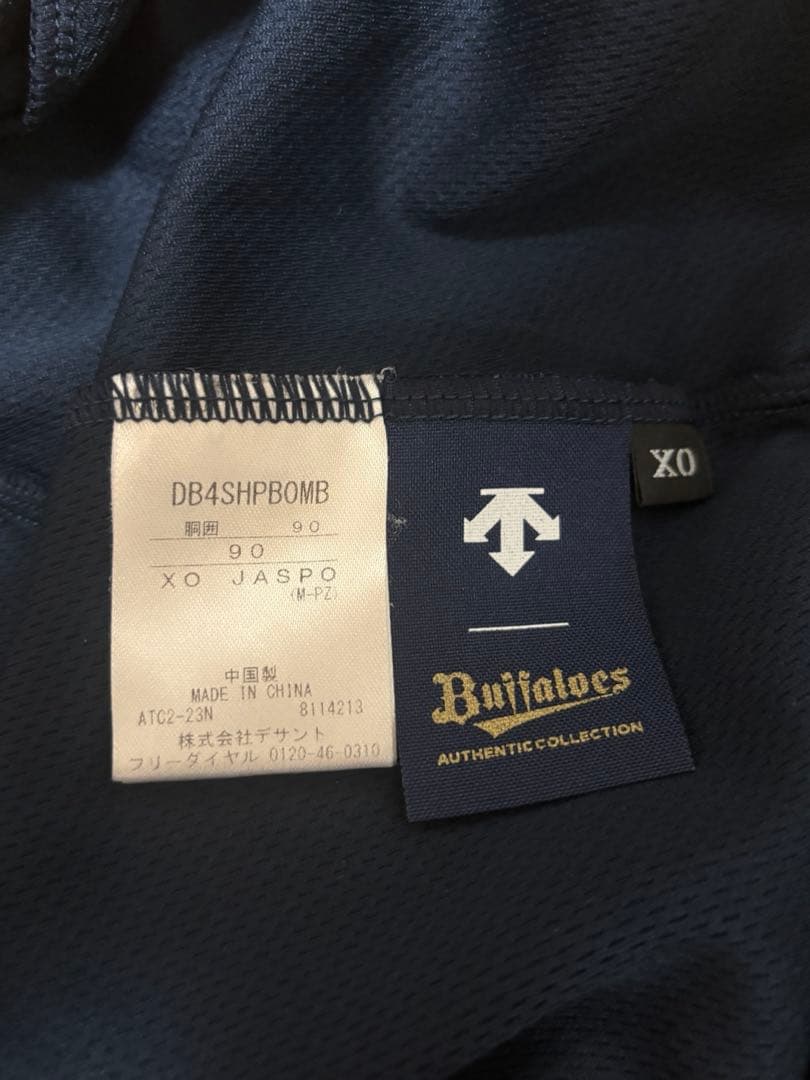 DB4SHPBOMB
胴囲 90
90
XO JASPO
(M-PZ)
中国製
MADE IN CHINA
ATC2-23N 8114213
株式会社デサント
フリーダイヤル 0120-46-0310
XO
Buffaloes
AUTHENTIC COLLECTION